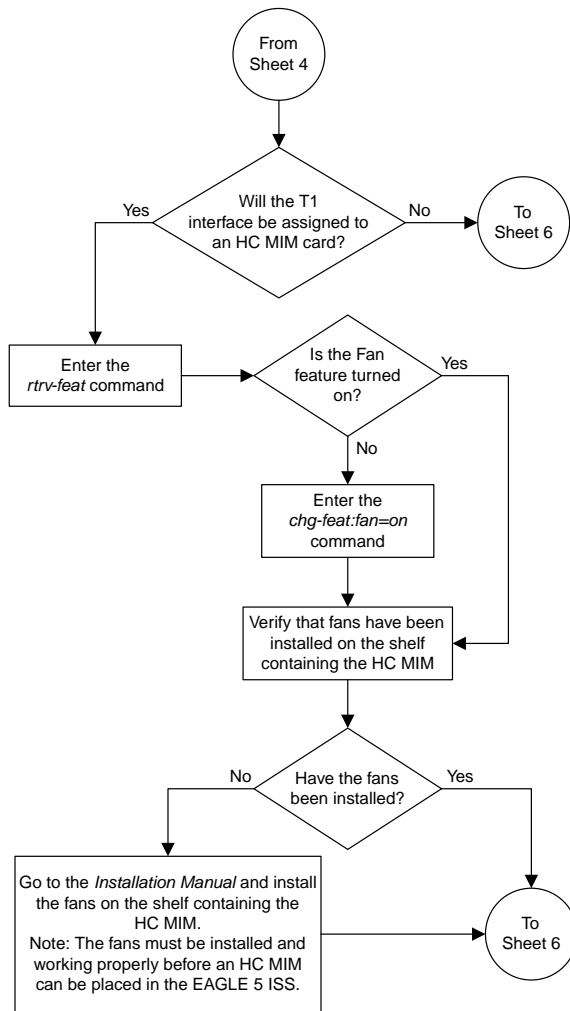 From
Sheet 4
Will the T1
interface be assigned to
an HC MIM card?
Yes
No
To
Sheet 6
Enter the
rtrv-feat command
Is the Fan
feature turned
on?
Yes
No
Enter the
chg-feat:fan=on
command
Verify that fans have been
installed on the shelf
containing the HC MIM
Have the fans
been installed?
No
Yes
Go to the Installation Manual and install
the fans on the shelf containing the
HC MIM.
Note: The fans must be installed and
working properly before an HC MIM
can be placed in the EAGLE 5 ISS.
To
Sheet 6